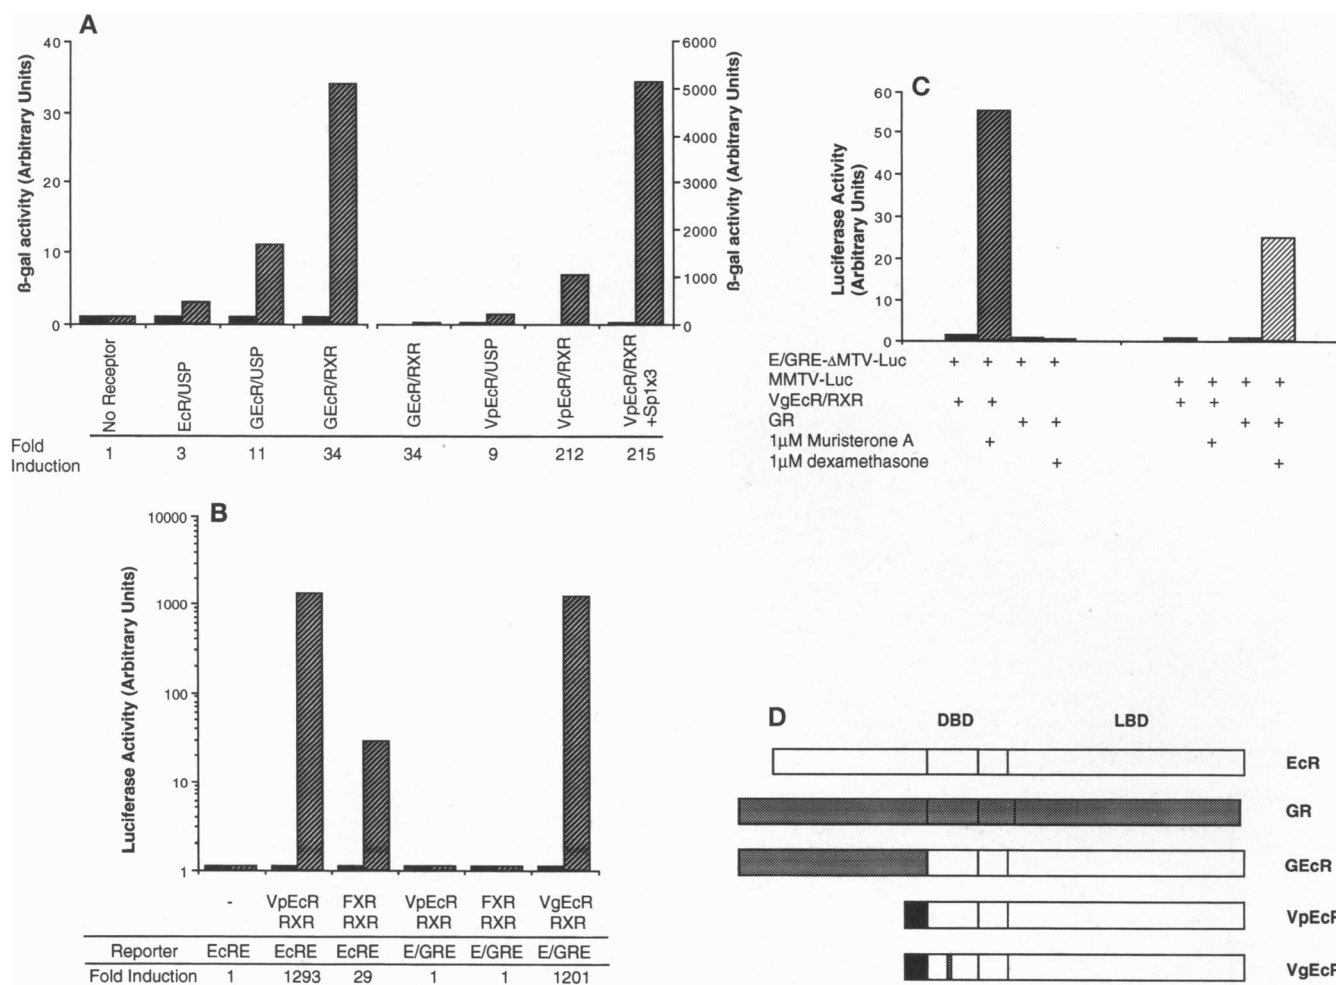 A
ß-gal activity (Arbitrary Units)
40
30
20
10
0
6000
5000
4000
3000
2000
1000
0
ß-gal activity (Arbitrary Units)
No Receptor
EcR/USP
GEcR/USP
GEcR/RXR
GEcR/RXR
VpEcR/USP
VpEcR/RXR
VpEcR/RXR
+Sp1x3
Fold
Induction
1 3 11 34 34 9 212 215
B
Luciferase Activity (Arbitrary Units)
10000
1000
100
10
1
- VpEcR FXR VpEcR FXR VgEcR
RXR RXR RXR RXR RXR
Reporter EcRE EcRE EcRE E/GRE E/GRE E/GRE
Fold Induction 1 1293 29 1 1 1201
C
Luciferase Activity
(Arbitrary Units)
60
50
40
50
20
10
0
E/GRE-ΔMTV-Luc + + + +
MMTV-Luc + + + +
VgEcR/RXR + + + +
GR + + + +
1µM Muristerone A + +
1µM dexamethasone + +
D
DBD LBD
EcR
GR
GEcR
VpEcR
VgEcR